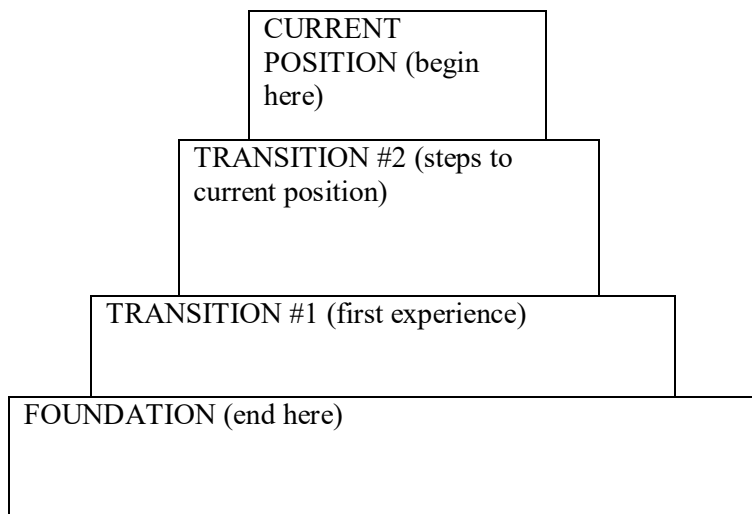 CURRENT
POSITION (begin
here)
TRANSITION #2 (steps to
current position)
TRANSITION #1 (first experience)
FOUNDATION (end here)